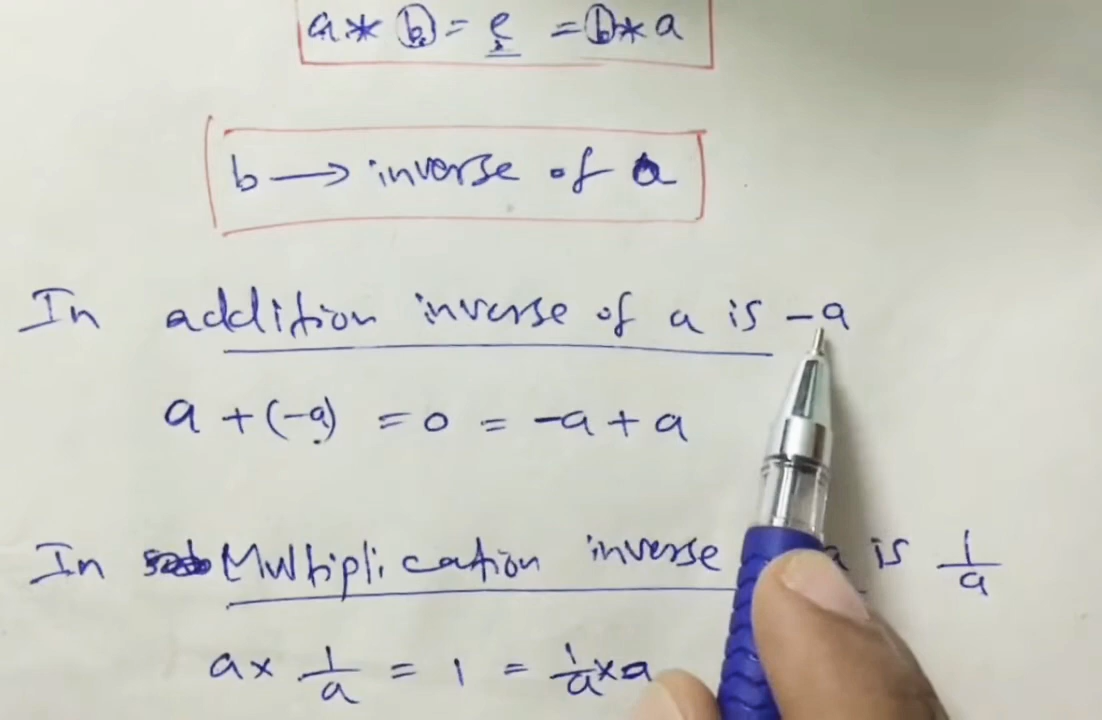 a * b = e = b * a
b → inverse of a
In addition inverse of a is -a
a + (-a) = 0 = -a + a
In Multiplication inverse a is 1/a
a × 1/a = 1 = 1/a × a